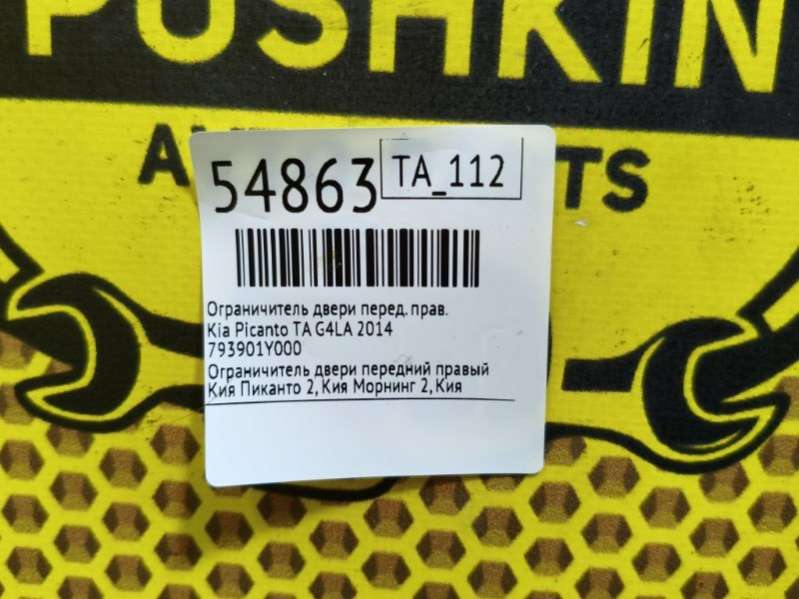 PUSHKIN
TS
54863
TA_112
Ограничитель двери перед. прав.
Kia Picanto TA G4LA 2014
793901Y000
Ограничитель двери передний правый
Кия Пиканто 2, Кия Морнинг 2, Кия